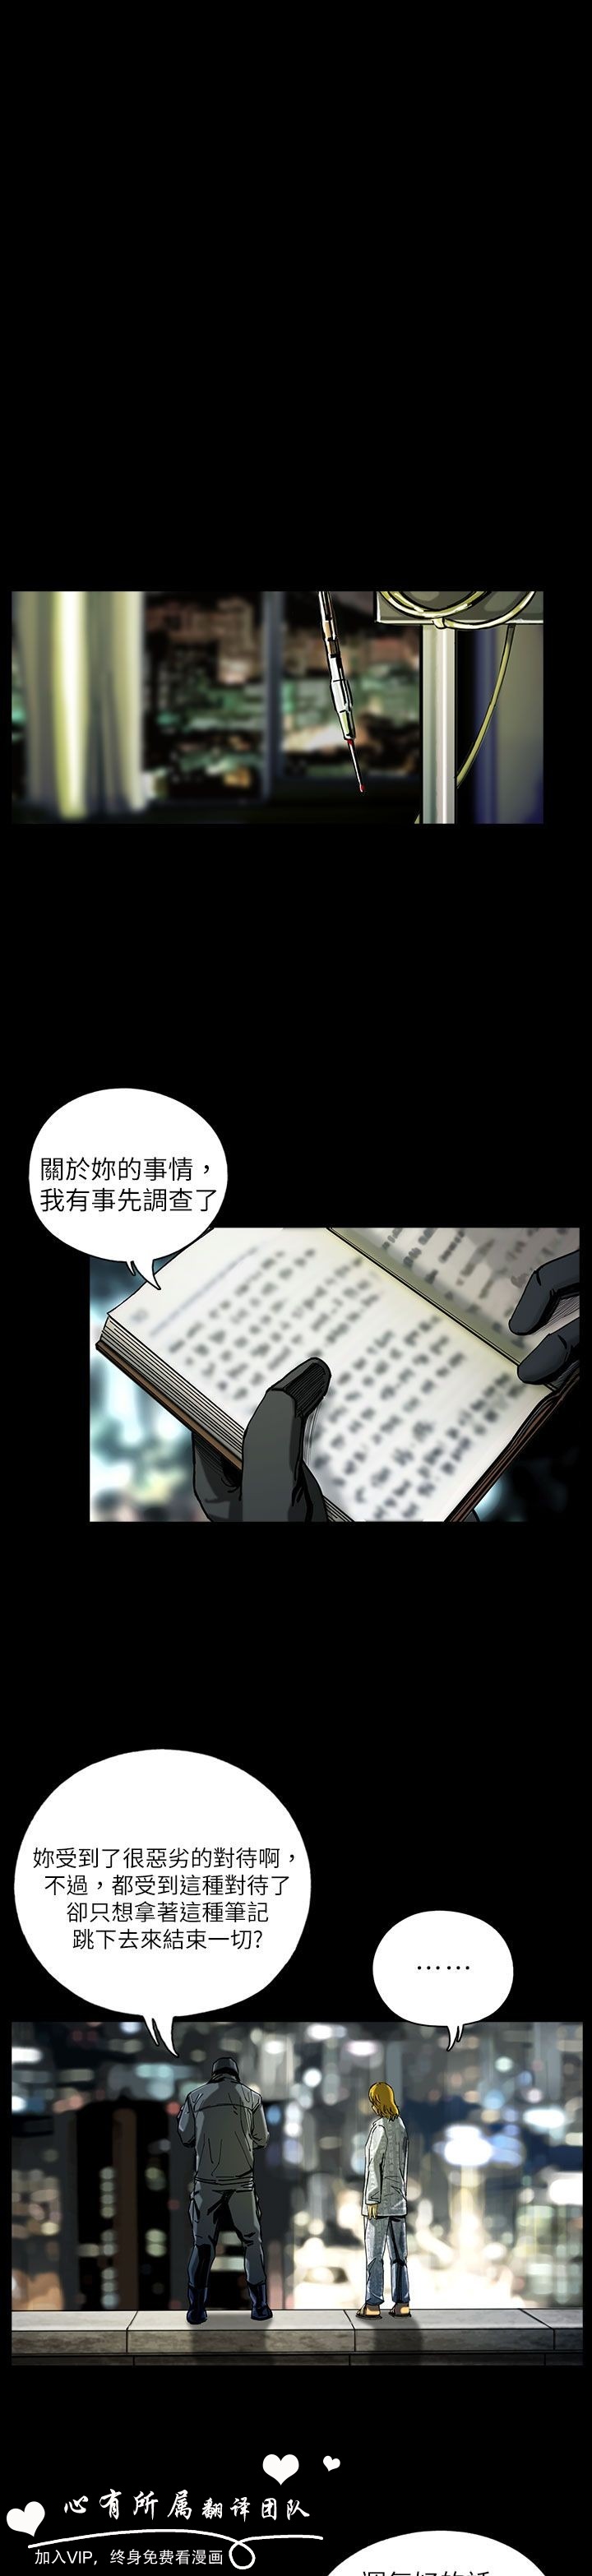 關於妳的事情，
我有事先調查了
妳受到了很惡劣的對待啊，
不過，都受到這種對待了
卻只想拿著這種筆記
跳下去來結束一切?
……
心有所属翻译团队
加入VIP，终身免费看漫画